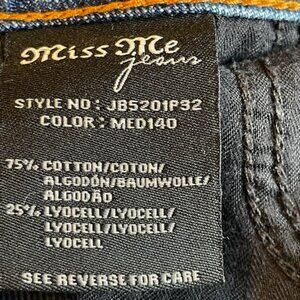 Miss Me
jeans
STYLE NO: JB5201P32
COLOR: MED140
75% COTTON/COTON/
ALGODÓN/BAUMWOLLE/
ALGODÃO
25% LYOCELL/LYOCELL/
LYOCELL/LYOCELL/
LYOCELL
SEE REVERSE FOR CARE